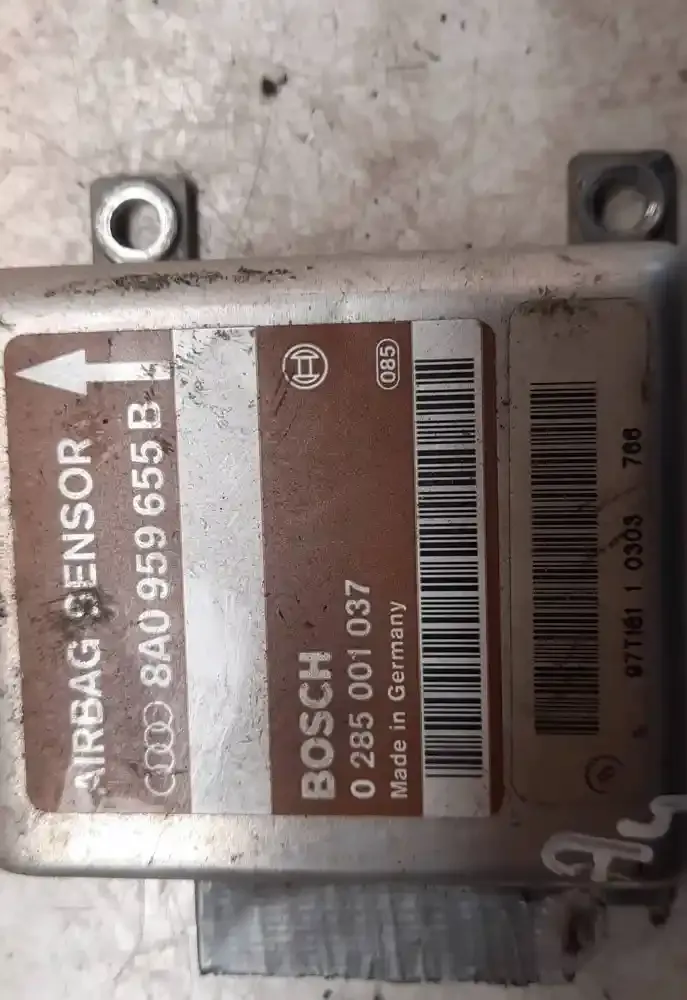 AIRBAG SENSOR
8A0 959 655 B
BOSCH
0 285 001 037
Made in Germany
085
97T161 1 0303 766